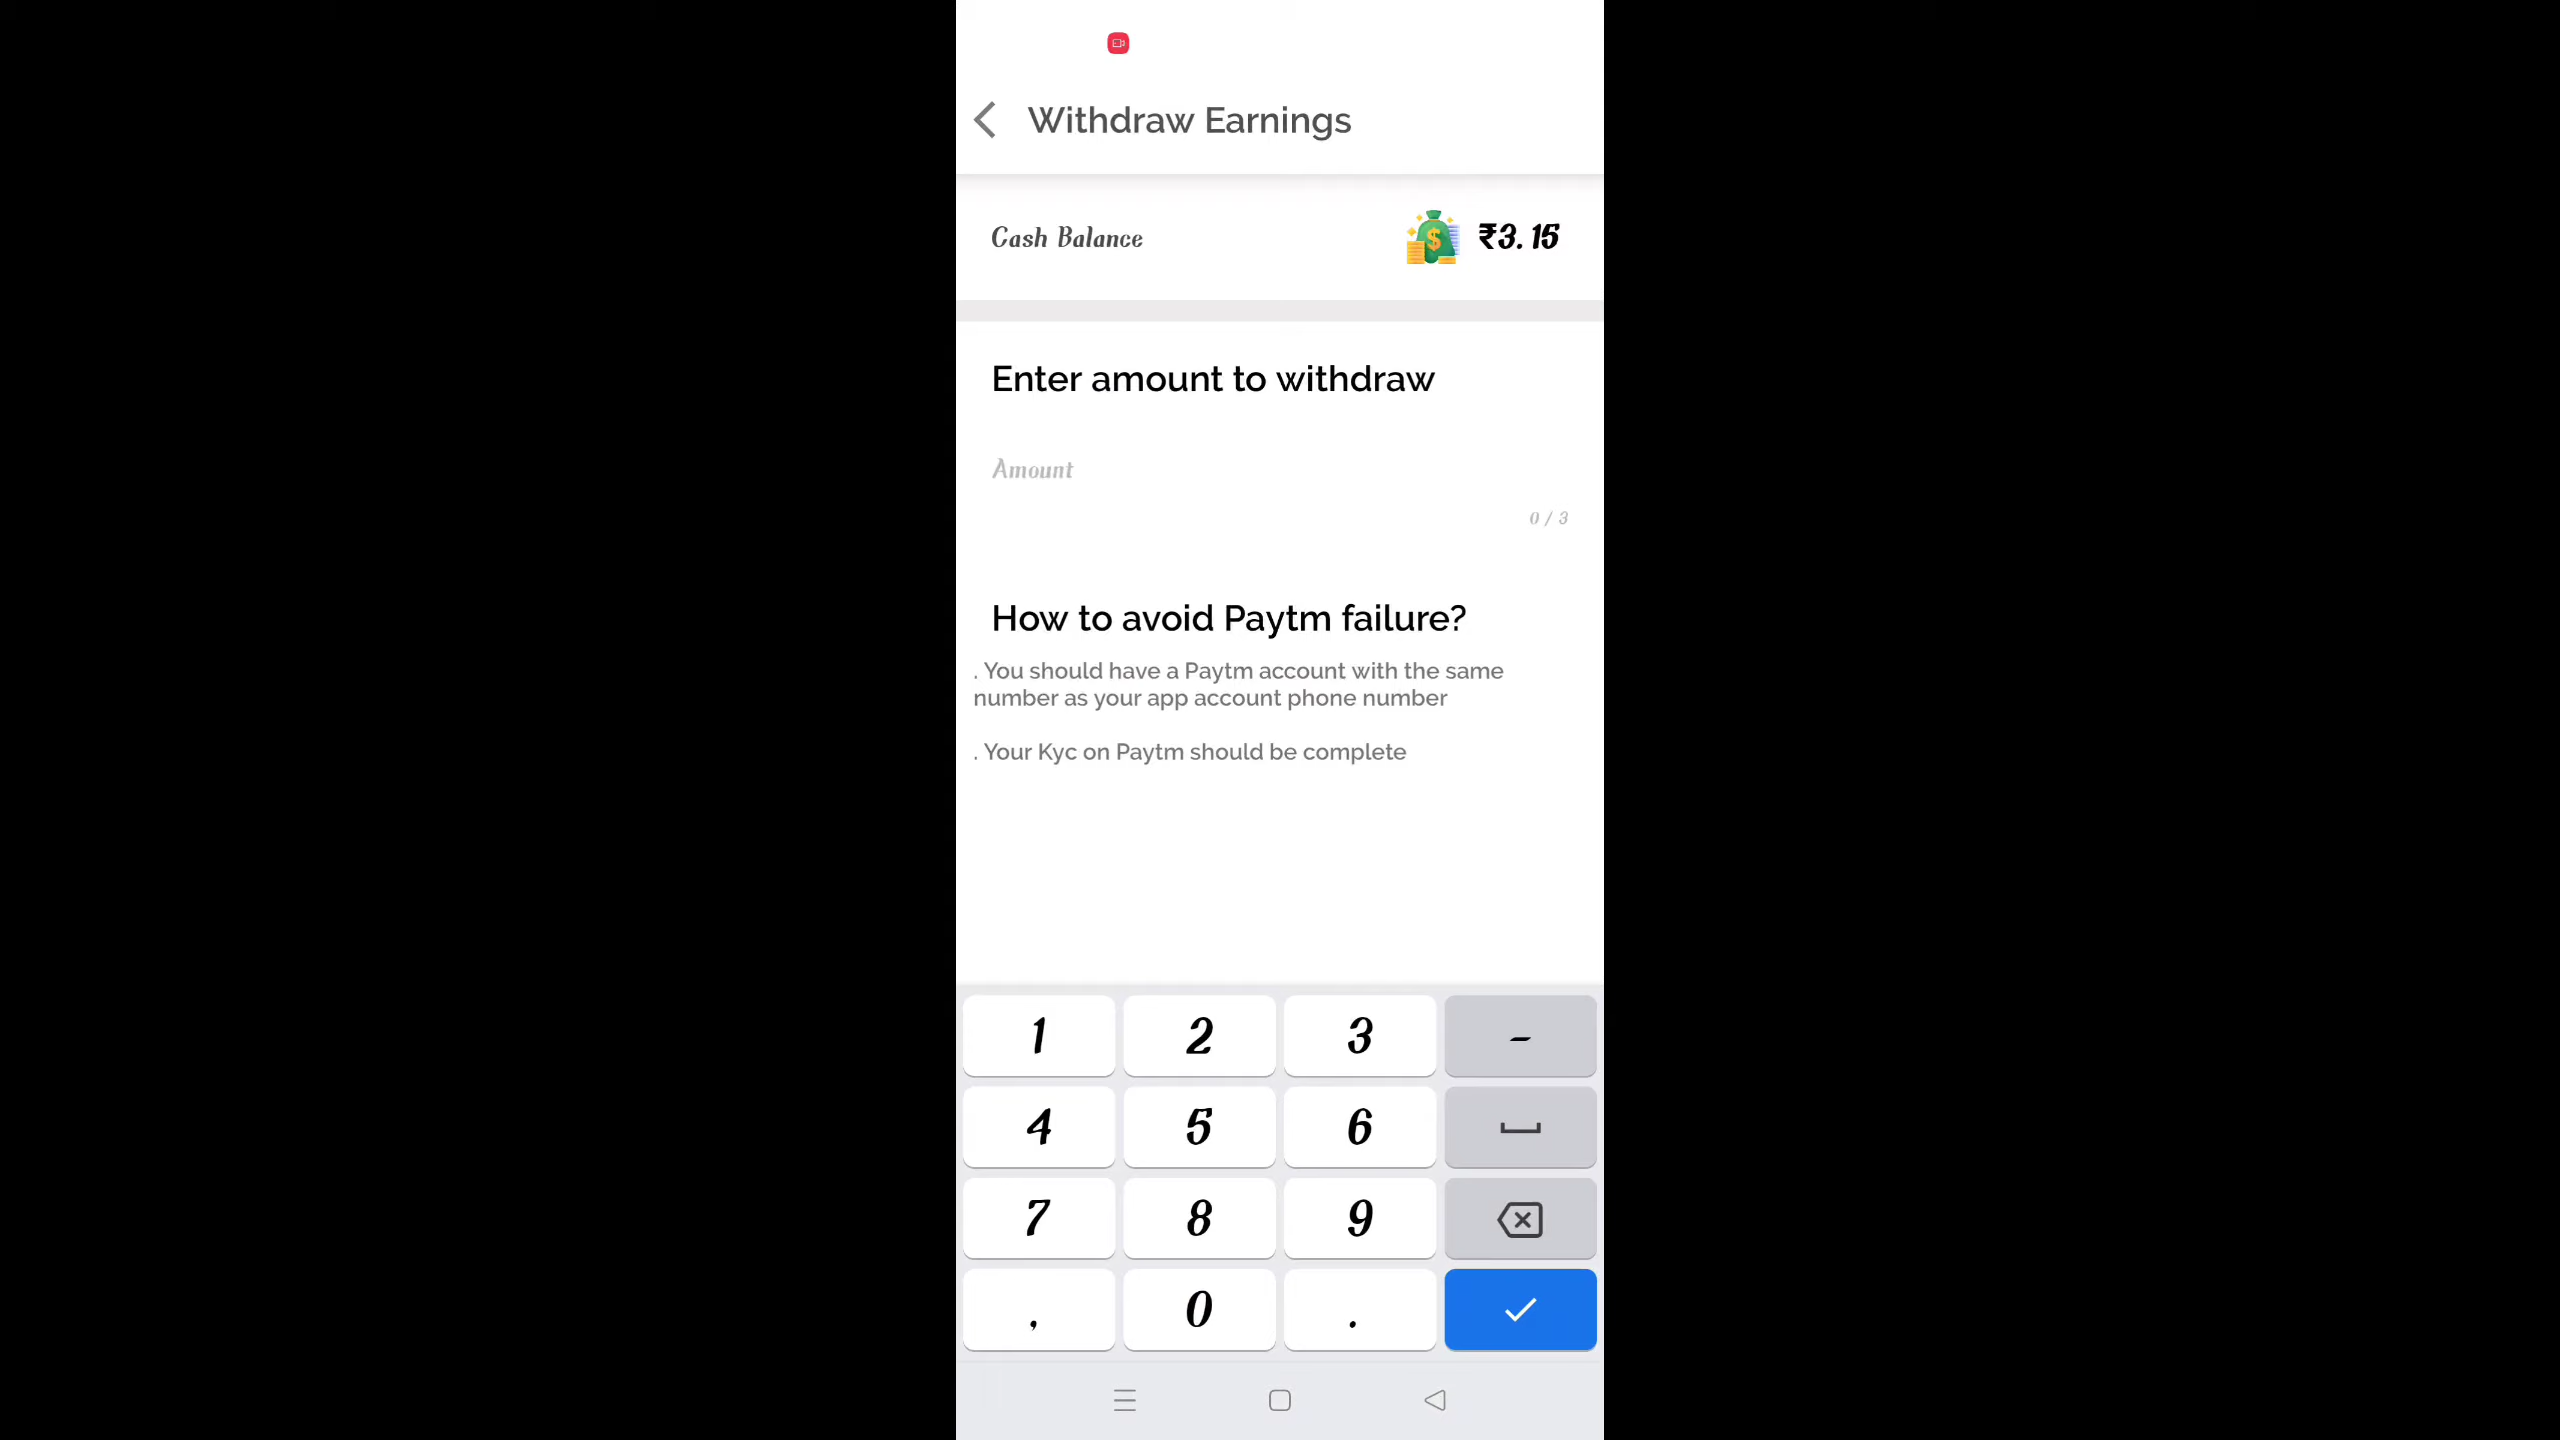 Withdraw Earnings
Cash Balance
₹3.15
Enter amount to withdraw
Amount
0 / 3
How to avoid Paytm failure?
. You should have a Paytm account with the same
number as your app account phone number
. Your Kyc on Paytm should be complete
1 2 3 -
4 5 6
7 8 9
, 0 .